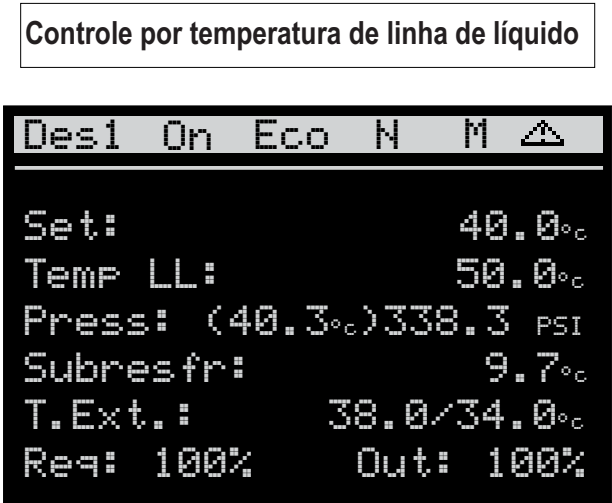 Controle por temperatura de linha de líquido
Des1 On Eco N M
Set: 40.0°C
Temp LL: 50.0°C
Press: (40.3°C)338.3 PSI
Subresfr: 9.7°C
T.Ext.: 38.0/34.0°C
Req: 100% Out: 100%